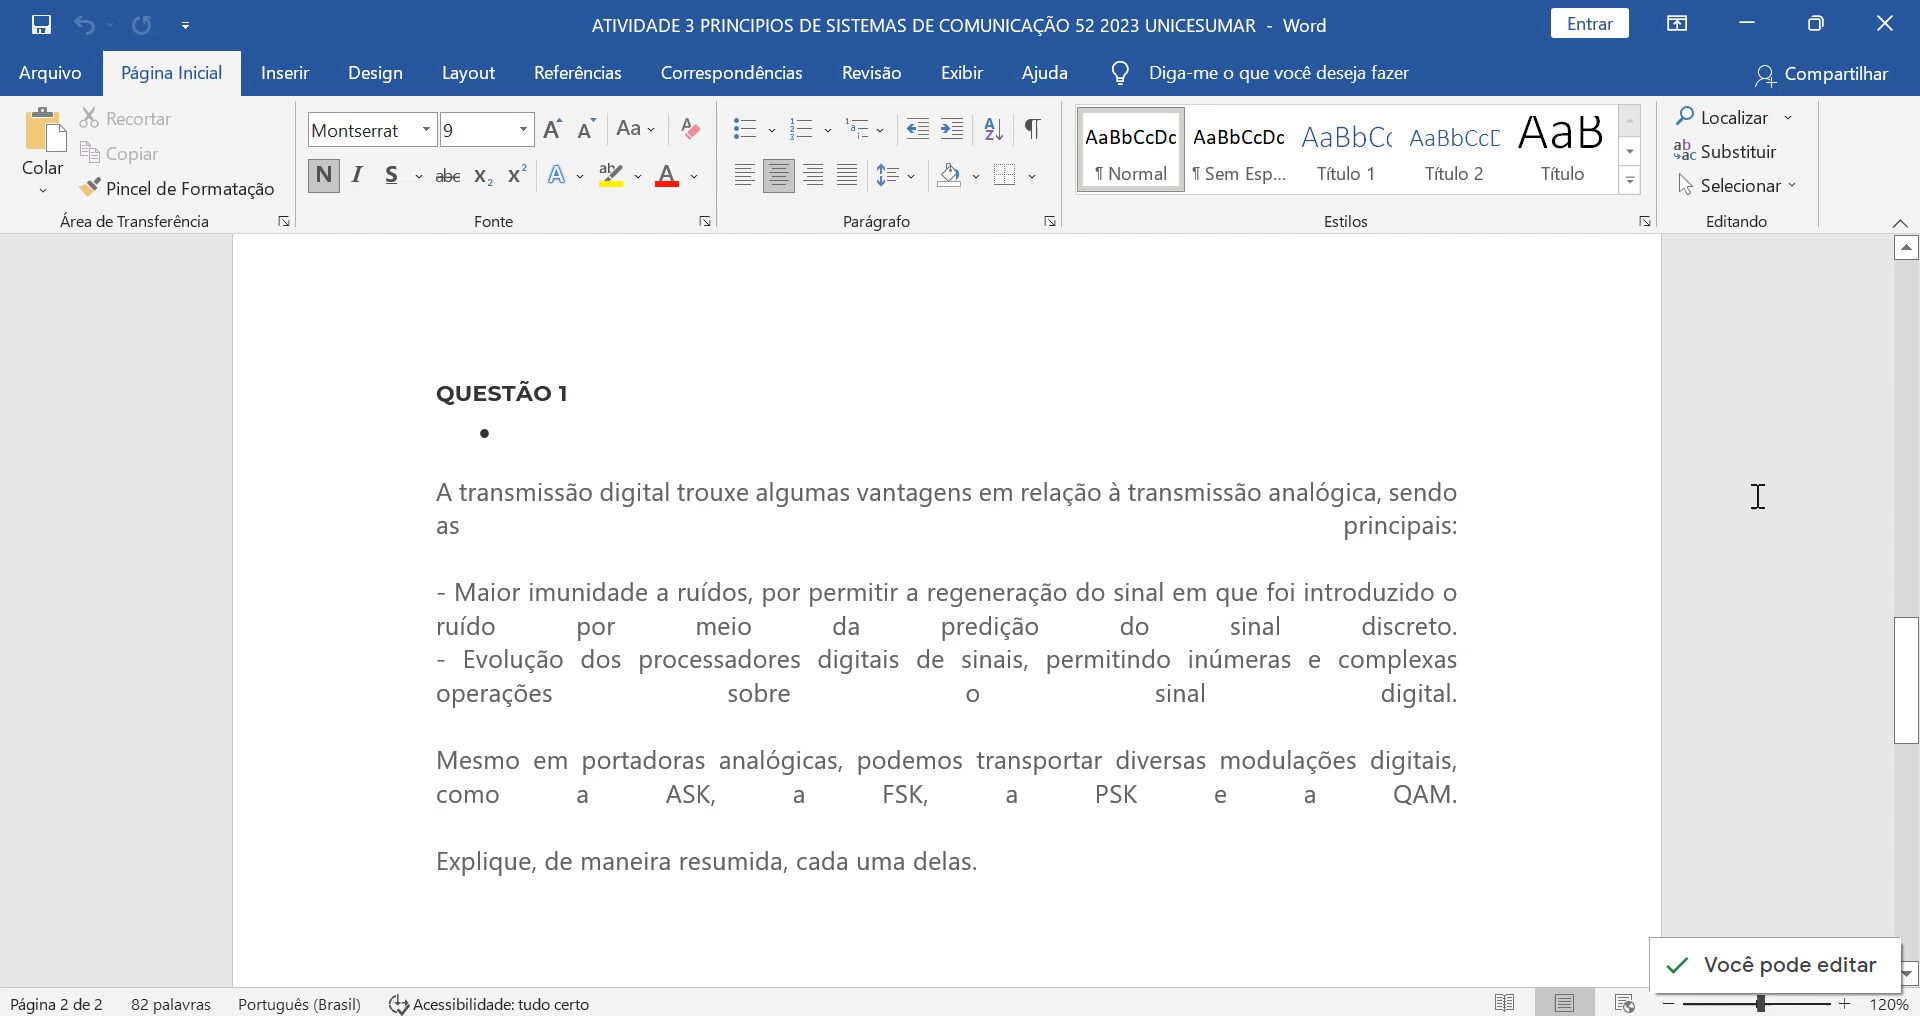 ATIVIDADE 3 PRINCIPIOS DE SISTEMAS DE COMUNICAÇÃO 52 2023 UNICESUMAR - Word
Entrar
Arquivo Página Inicial Inserir Design Layout Referências Correspondências Revisão Exibir Ajuda Diga-me o que você deseja fazer Compartilhar
Colar
Recortar
Copiar
Pincel de Formatação
Área de Transferência
Montserrat 9 Aa
N I S abc x₂ x² A ab A
Fonte
Parágrafo
AaBbCcDc AaBbCcDc AaBbCc AaBbCcD AaB
¶ Normal ¶ Sem Esp... Título 1 Título 2 Título
Estilos
Localizar
Substituir
Selecionar
Editando
QUESTÃO 1
•
A transmissão digital trouxe algumas vantagens em relação à transmissão analógica, sendo
as principais:
- Maior imunidade a ruídos, por permitir a regeneração do sinal em que foi introduzido o
ruído por meio da predição do sinal discreto.
- Evolução dos processadores digitais de sinais, permitindo inúmeras e complexas
operações sobre o sinal digital.
Mesmo em portadoras analógicas, podemos transportar diversas modulações digitais,
como a ASK, a FSK, a PSK e a QAM.
Explique, de maneira resumida, cada uma delas.
Você pode editar
Página 2 de 2 82 palavras Português (Brasil) Acessibilidade: tudo certo 120%